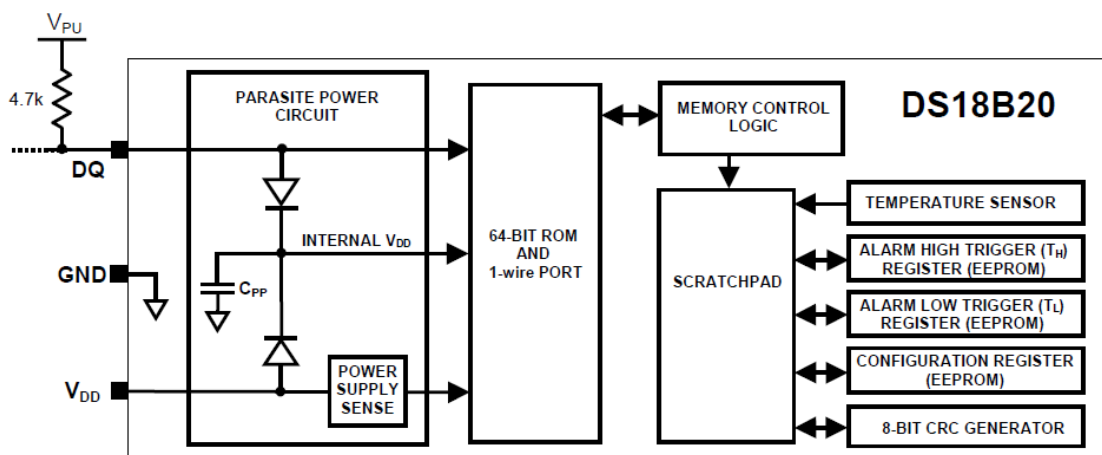 VPU
4.7k
DQ
GND
VDD
PARASITE POWER
CIRCUIT
INTERNAL VDD
CPP
POWER
SUPPLY
SENSE
64-BIT ROM
AND
1-wire PORT
MEMORY CONTROL
LOGIC
DS18B20
SCRATCHPAD
TEMPERATURE SENSOR
ALARM HIGH TRIGGER (TH)
REGISTER (EEPROM)
ALARM LOW TRIGGER (TL)
REGISTER (EEPROM)
CONFIGURATION REGISTER
(EEPROM)
8-BIT CRC GENERATOR